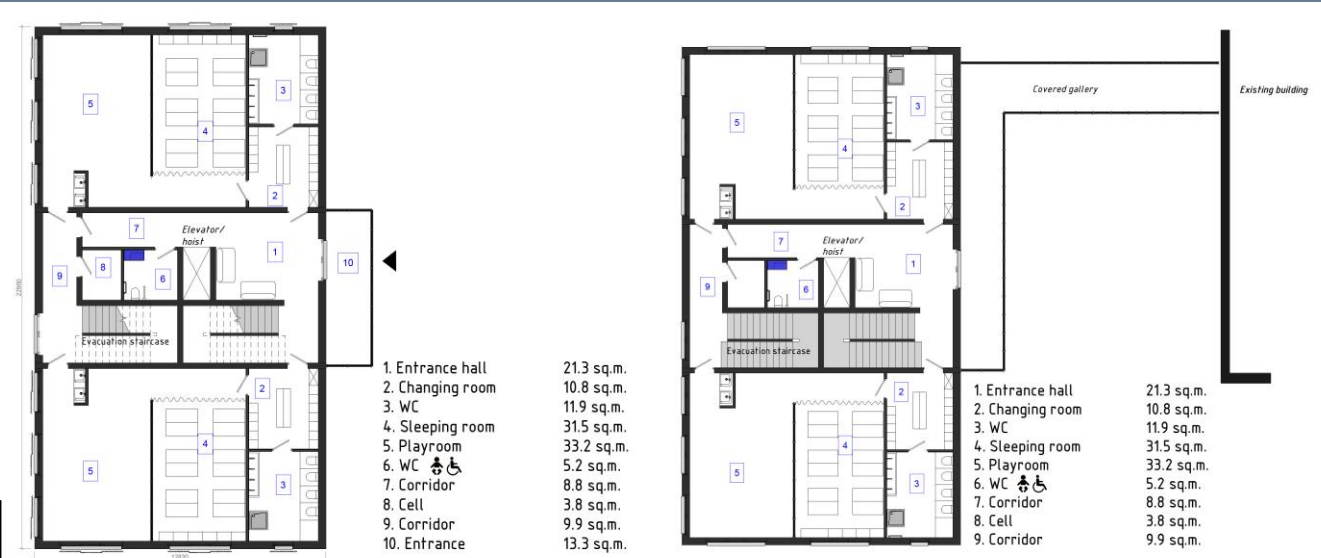 5
4
3
2
7
Elevator/
hoist
1
9
8
6
10
Evacuation staircase
2
5
4
3
22980
12830
1. Entrance hall 21.3 sq.m.
2. Changing room 10.8 sq.m.
3. WC 11.9 sq.m.
4. Sleeping room 31.5 sq.m.
5. Playroom 33.2 sq.m.
6. WC 5.2 sq.m.
7. Corridor 8.8 sq.m.
8. Cell 3.8 sq.m.
9. Corridor 9.9 sq.m.
10. Entrance 13.3 sq.m.
Covered gallery
Existing building
5
4
3
2
7
Elevator/
hoist
1
9
6
Evacuation staircase
2
5
4
3
1. Entrance hall 21.3 sq.m.
2. Changing room 10.8 sq.m.
3. WC 11.9 sq.m.
4. Sleeping room 31.5 sq.m.
5. Playroom 33.2 sq.m.
6. WC 5.2 sq.m.
7. Corridor 8.8 sq.m.
8. Cell 3.8 sq.m.
9. Corridor 9.9 sq.m.